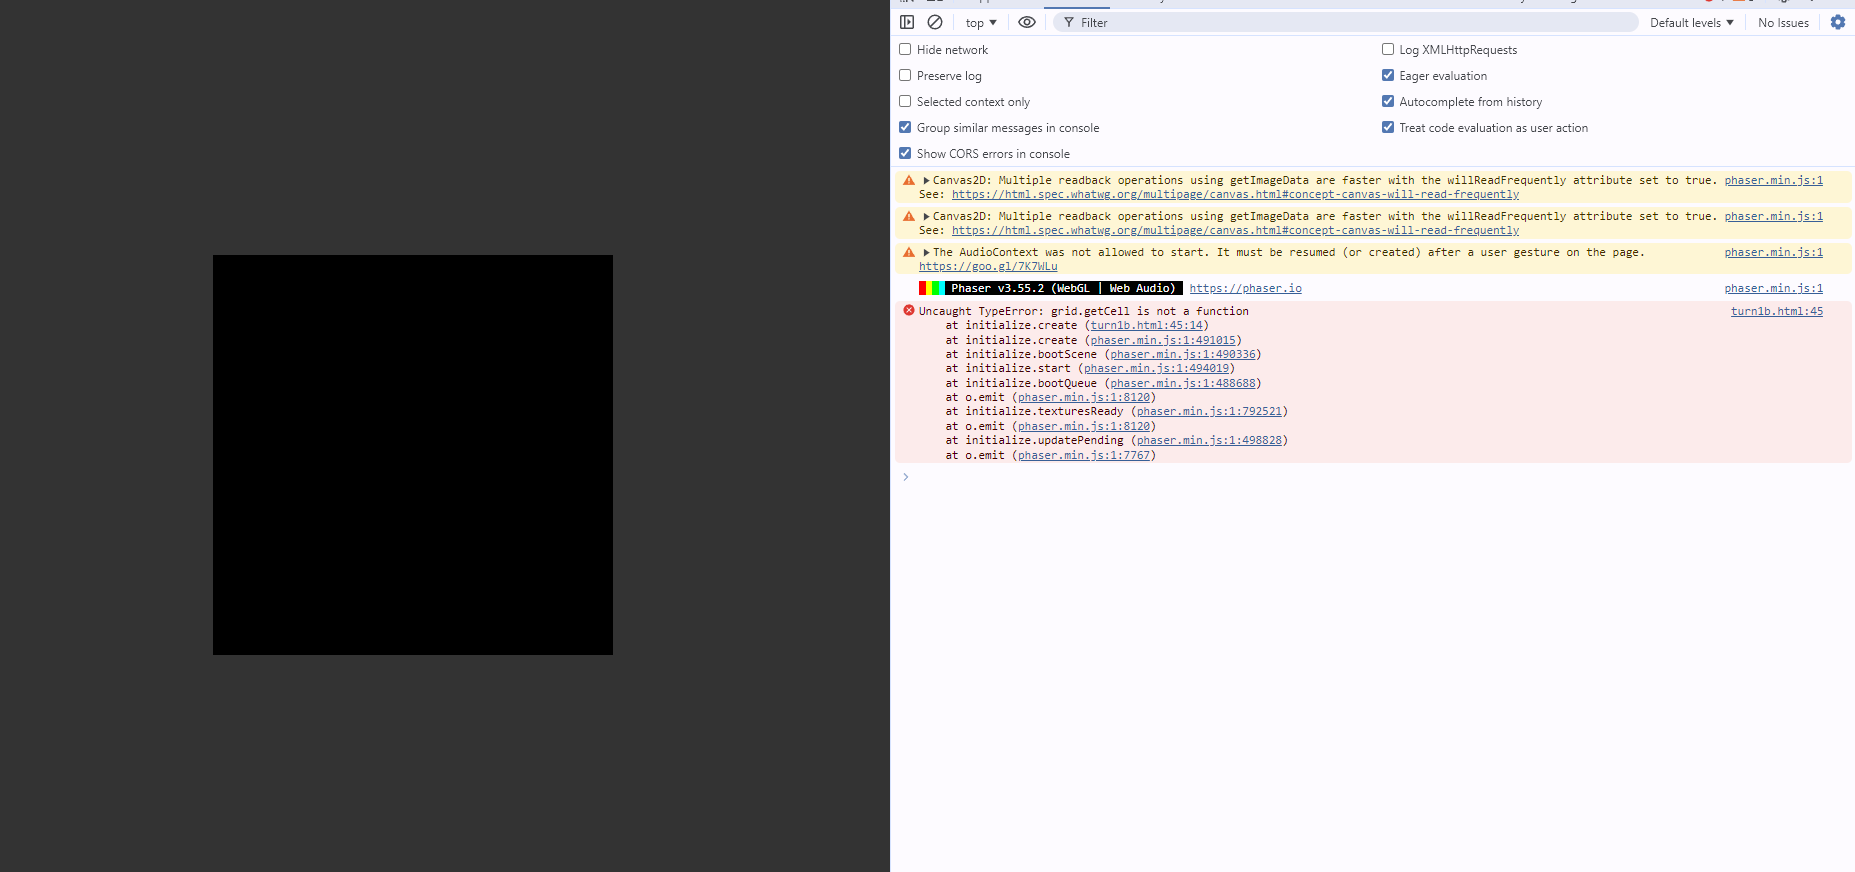 top ▼
Filter
Default levels ▼
No Issues
Hide network
Log XMLHttpRequests
Preserve log
Eager evaluation
Selected context only
Autocomplete from history
Group similar messages in console
Treat code evaluation as user action
Show CORS errors in console
Canvas2D: Multiple readback operations using getImageData are faster with the willReadFrequently attribute set to true. phaser.min.js:1
See: https://html.spec.whatwg.org/multipage/canvas.html#concept-canvas-will-read-frequently
Canvas2D: Multiple readback operations using getImageData are faster with the willReadFrequently attribute set to true. phaser.min.js:1
See: https://html.spec.whatwg.org/multipage/canvas.html#concept-canvas-will-read-frequently
The AudioContext was not allowed to start. It must be resumed (or created) after a user gesture on the page. phaser.min.js:1
https://goo.gl/7K7WLu
Phaser v3.55.2 (WebGL | Web Audio) https://phaser.io phaser.min.js:1
Uncaught TypeError: grid.getCell is not a function turn1b.html:45
at initialize.create (turn1b.html:45:14)
at initialize.create (phaser.min.js:1:491015)
at initialize.bootScene (phaser.min.js:1:490336)
at initialize.start (phaser.min.js:1:494019)
at initialize.bootQueue (phaser.min.js:1:488688)
at o.emit (phaser.min.js:1:8120)
at initialize.texturesReady (phaser.min.js:1:792521)
at o.emit (phaser.min.js:1:8120)
at initialize.updatePending (phaser.min.js:1:498828)
at o.emit (phaser.min.js:1:7767)